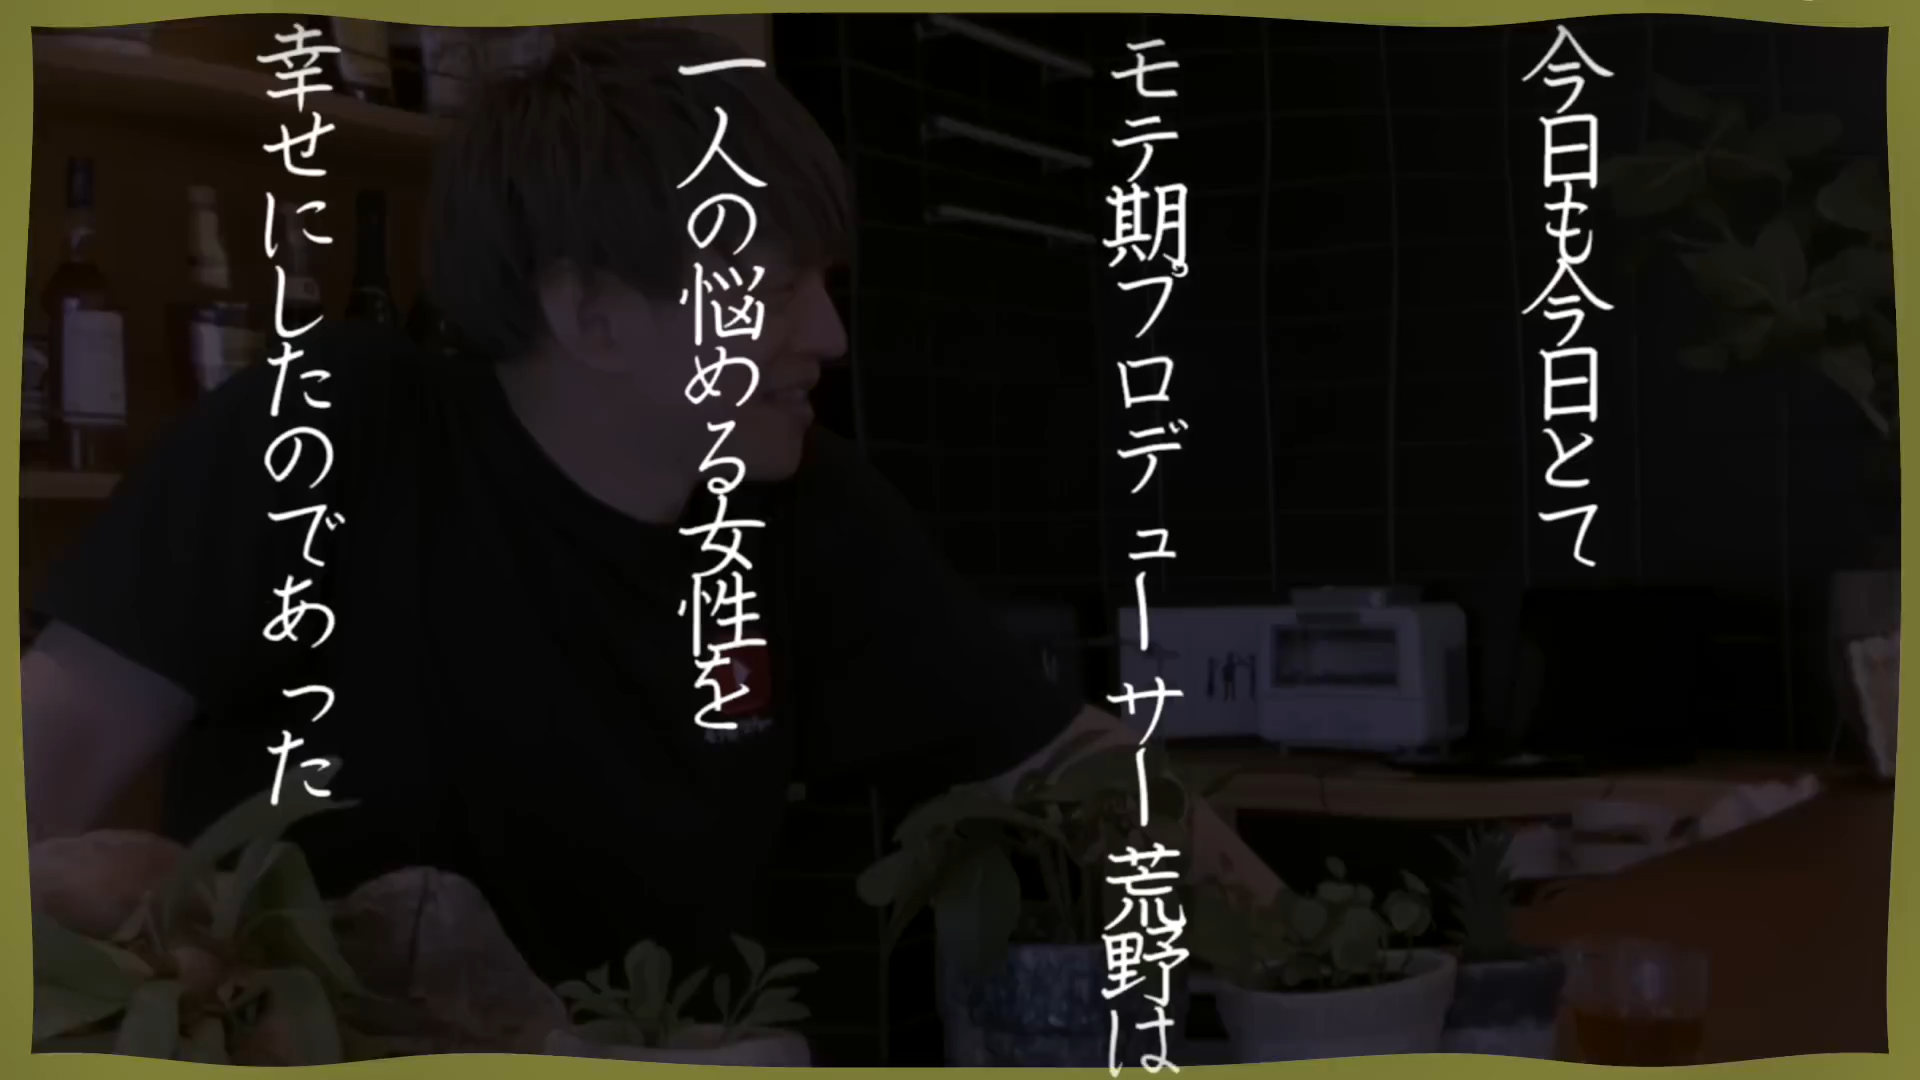 今日も今日とて
モテ期プロデューサー荒野は
一人の悩める女性を
幸せにしたのであった